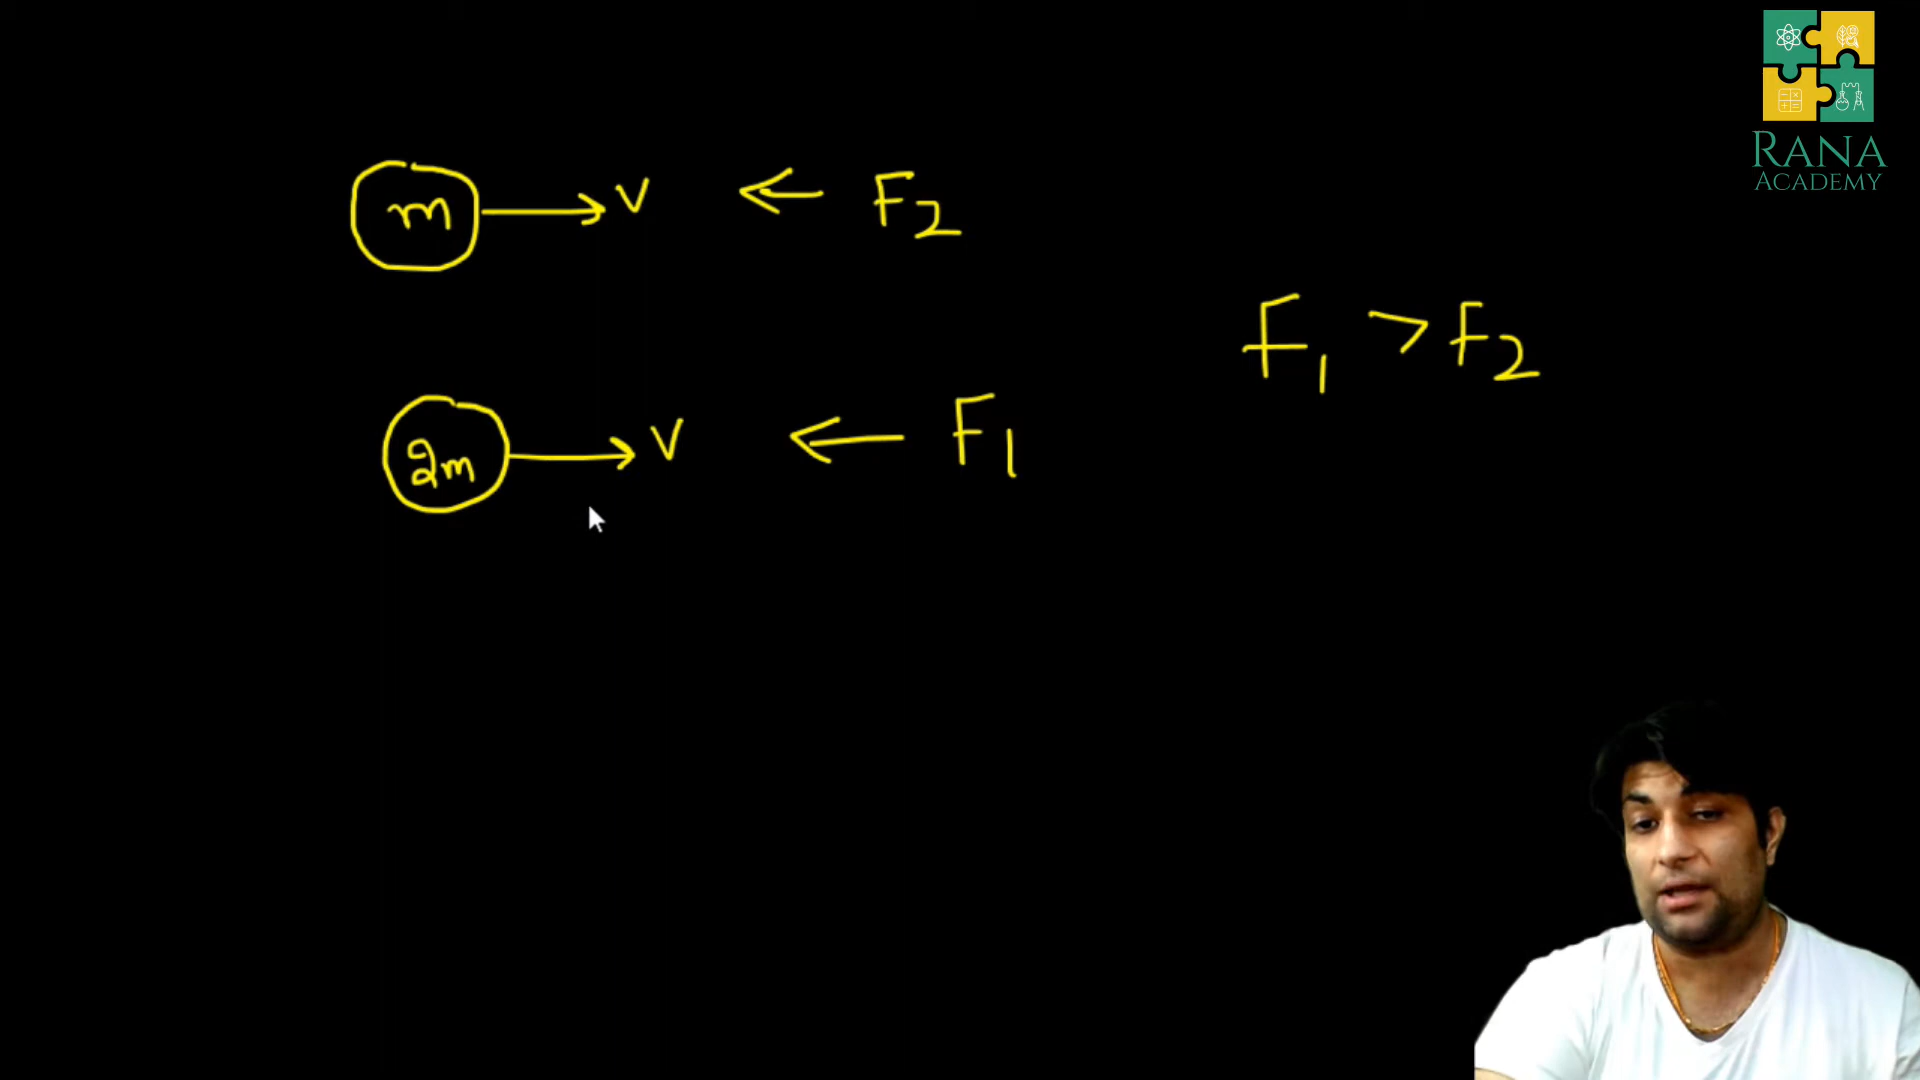 m → v ← F₂
F₁ > F₂
2m → v ← F₁
RANA
ACADEMY